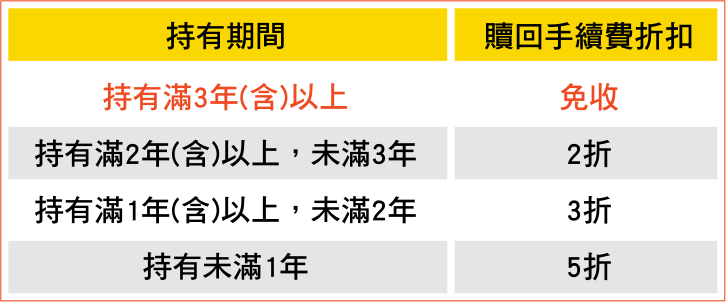 持有期間 贖回手續費折扣
持有滿3年(含)以上 免收
持有滿2年(含)以上，未滿3年 2折
持有滿1年(含)以上，未滿2年 3折
持有未滿1年 5折